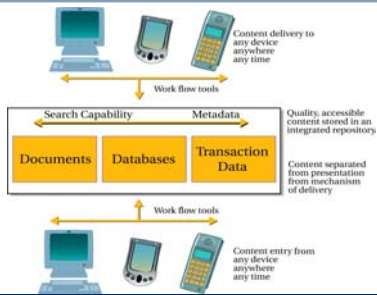 Content delivery to
any device
anywhere
any time
Work flow tools
Search Capability
Metadata
Documents
Databases
Transaction
Data
Quality, accessible
content stored in an
integrated repository.
Content separated
from presentation
from mechanism
of delivery
Work flow tools
Content entry from
any device
anywhere
any time